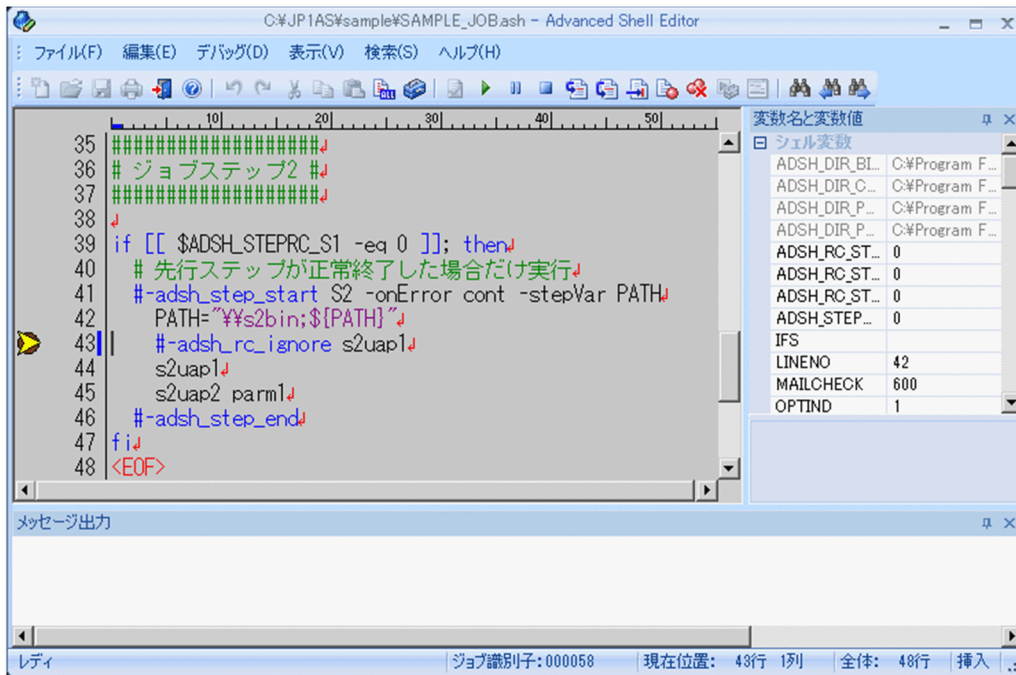 C:¥JP1AS¥sample¥SAMPLE_JOB.ash - Advanced Shell Editor
ファイル(F) 編集(E) デバッグ(D) 表示(V) 検索(S) ヘルプ(H)
10 20 30 40 50
35 ###################
36 # ジョブステップ2 #
37 ###################
38
39 if [[ $ADSH_STEPRC_S1 -eq 0 ]]; then
40 # 先行ステップが正常終了した場合だけ実行
41 #-adsh_step_start S2 -onError cont -stepVar PATH
42 PATH="¥¥s2bin;${PATH}"
43 #-adsh_rc_ignore s2uap1
44 s2uap1
45 s2uap2 parm1
46 #-adsh_step_end
47 fi
48 <EOF>
変数名と変数値
シェル変数
ADSH_DIR_BI... C:¥Program F...
ADSH_DIR_C... C:¥Program F...
ADSH_DIR_P... C:¥Program F...
ADSH_DIR_P... C:¥Program F...
ADSH_RC_ST... 0
ADSH_RC_ST... 0
ADSH_RC_ST... 0
ADSH_STEP... 0
IFS
LINENO 42
MAILCHECK 600
OPTIND 1
メッセージ出力
レディ ジョブ識別子:000058 現在位置: 43行 1列 全体: 48行 挿入